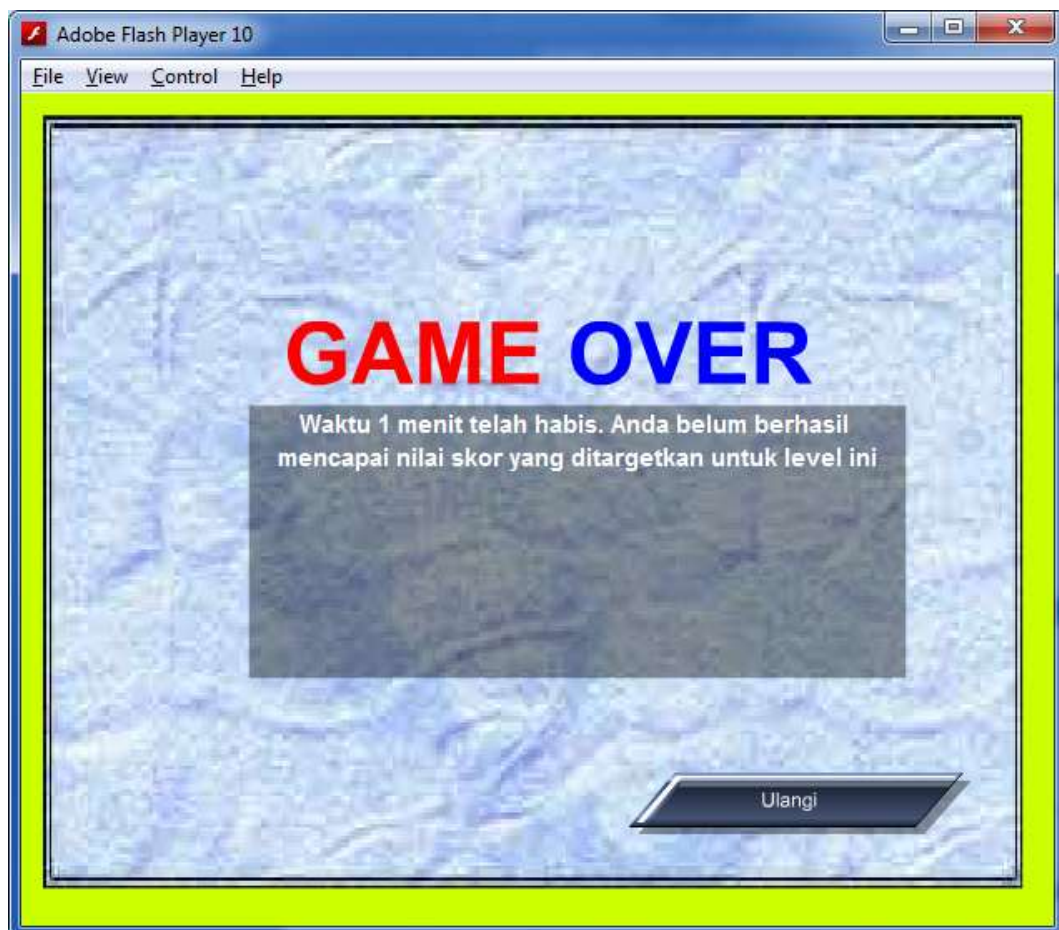 Adobe Flash Player 10
File View Control Help
GAME OVER
Waktu 1 menit telah habis. Anda belum berhasil
mencapai nilai skor yang ditargetkan untuk level ini
Ulangi